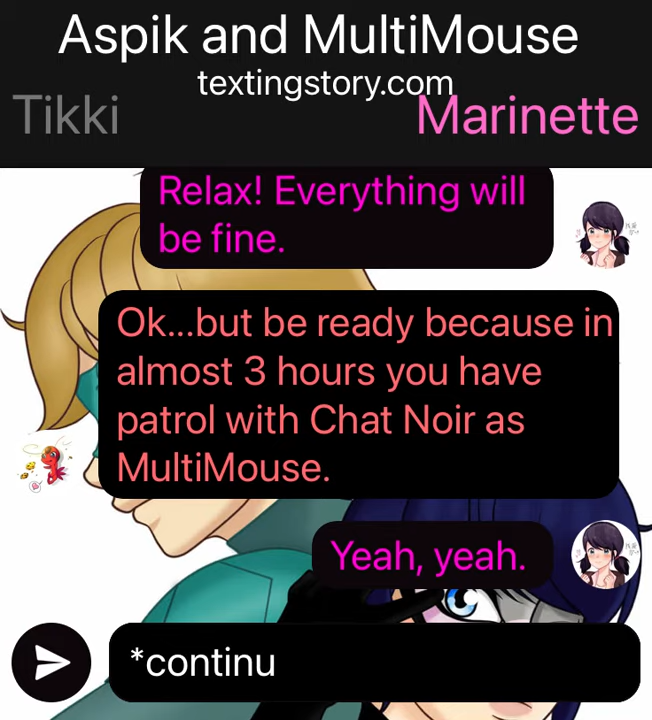 Aspik and MultiMouse
textingstory.com
Tikki
Marinette
Relax! Everything will
be fine.
Ok...but be ready because in
almost 3 hours you have
patrol with Chat Noir as
MultiMouse.
Yeah, yeah.
*continu